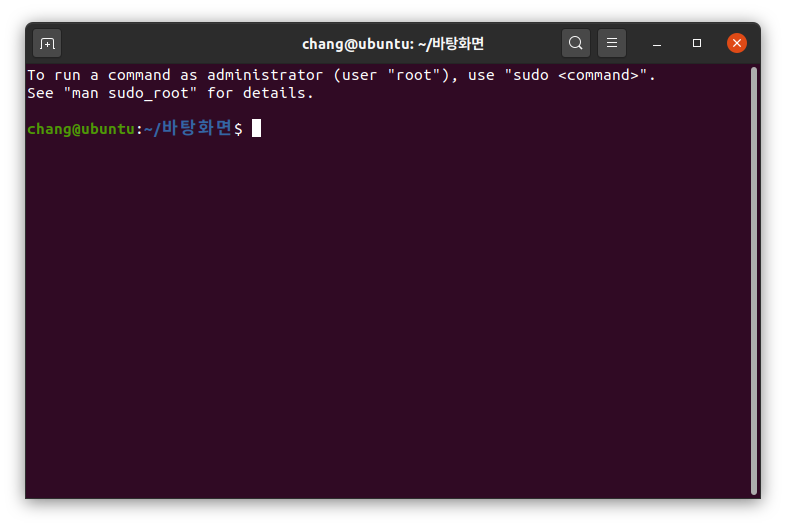 chang@ubuntu: ~/바탕화면
To run a command as administrator (user "root"), use "sudo <command>".
See "man sudo_root" for details.
chang@ubuntu:~/바탕화면$